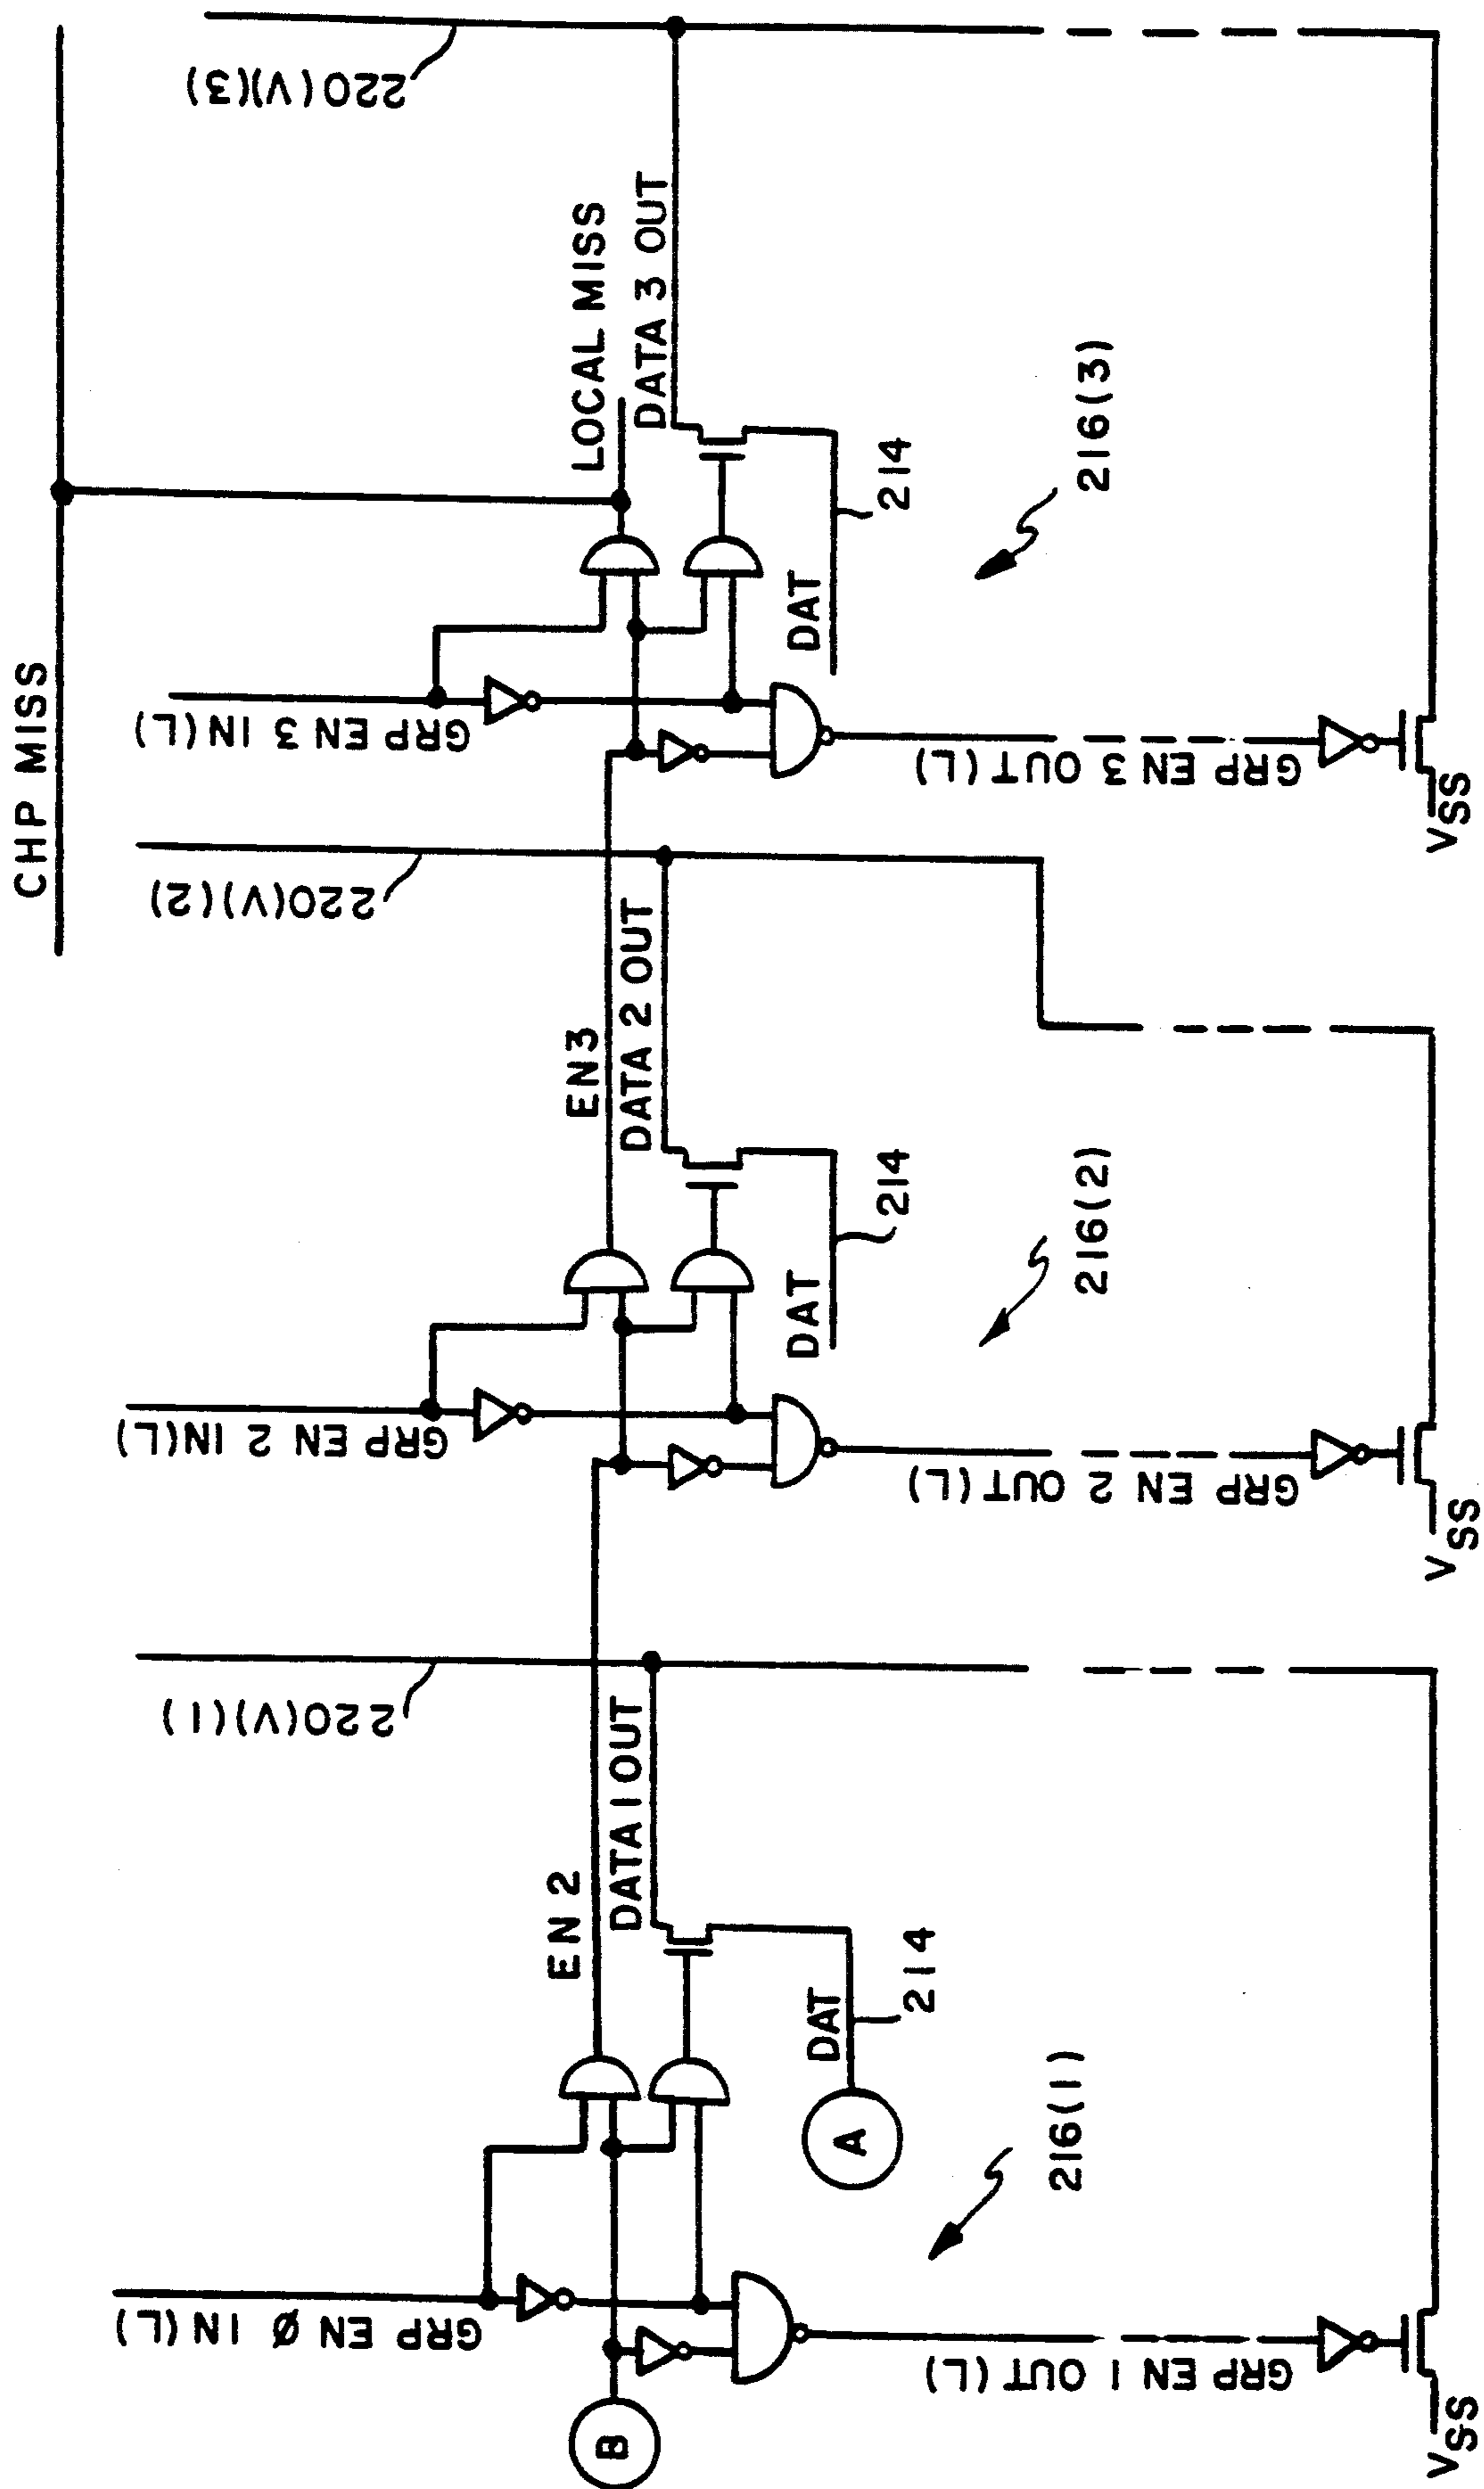 CHP MISS
220(V)(3)
GRP EN 3 IN(L)
LOCAL MISS
DATA 3 OUT
DAT
214
216(3)
GRP EN 3 OUT(L)
VSS
220(V)(2)
EN3
DATA 2 OUT
GRP EN 2 IN(L)
DAT
214
216(2)
GRP EN 2 OUT(L)
VSS
220(V)(1)
EN 2
DATA 1 OUT
GRP EN Ø IN(L)
DAT
214
A
B
216(1)
GRP EN 1 OUT(L)
VSS